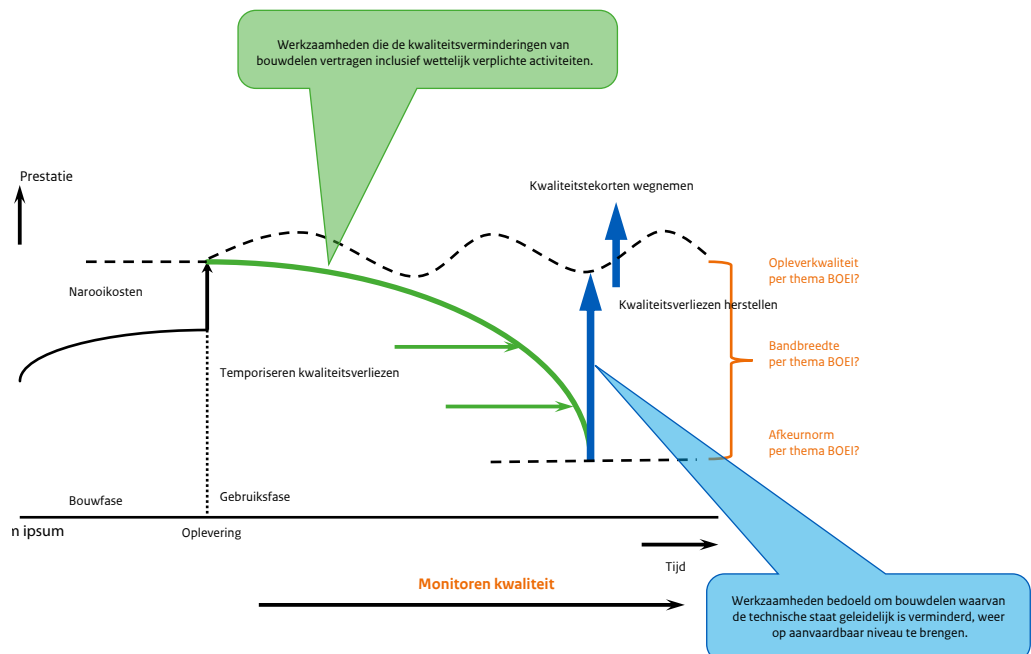 Werkzaamheden die de kwaliteitsverminderingen van
bouwdelen vertragen inclusief wettelijk verplichte activiteiten.
Prestatie
Kwaliteitstekorten wegnemen
Opleverkwaliteit
per thema BOEI?
Narooikosten
Kwaliteitsverliezen herstellen
Bandbreedte
per thema BOEI?
Temporiseren kwaliteitsverliezen
Afkeurnorm
per thema BOEI?
Bouwfase
Gebruiksfase
n ipsum
Oplevering
Tijd
Monitoren kwaliteit
Werkzaamheden bedoeld om bouwdelen waarvan
de technische staat geleidelijk is verminderd, weer
op aanvaardbaar niveau te brengen.